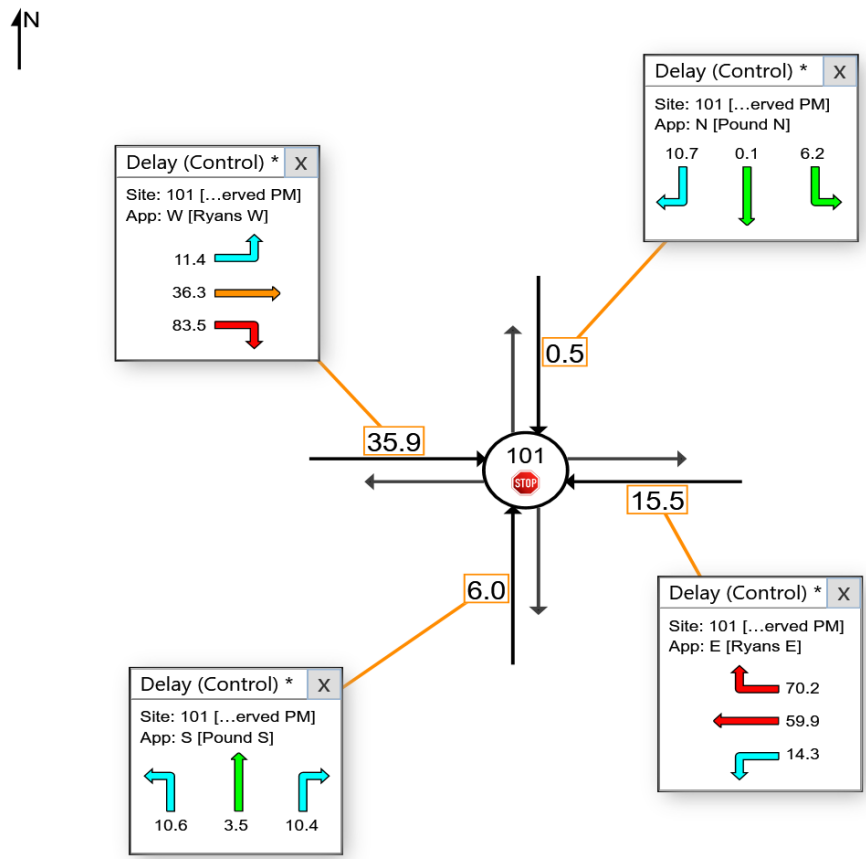 N
Delay (Control) * X
Site: 101 […erved PM]
App: N [Pound N]
10.7 0.1 6.2
Delay (Control) * X
Site: 101 […erved PM]
App: W [Ryans W]
11.4
36.3
83.5
0.5
35.9
101
STOP
15.5
6.0
Delay (Control) * X
Site: 101 […erved PM]
App: E [Ryans E]
70.2
59.9
14.3
Delay (Control) * X
Site: 101 […erved PM]
App: S [Pound S]
10.6 3.5 10.4